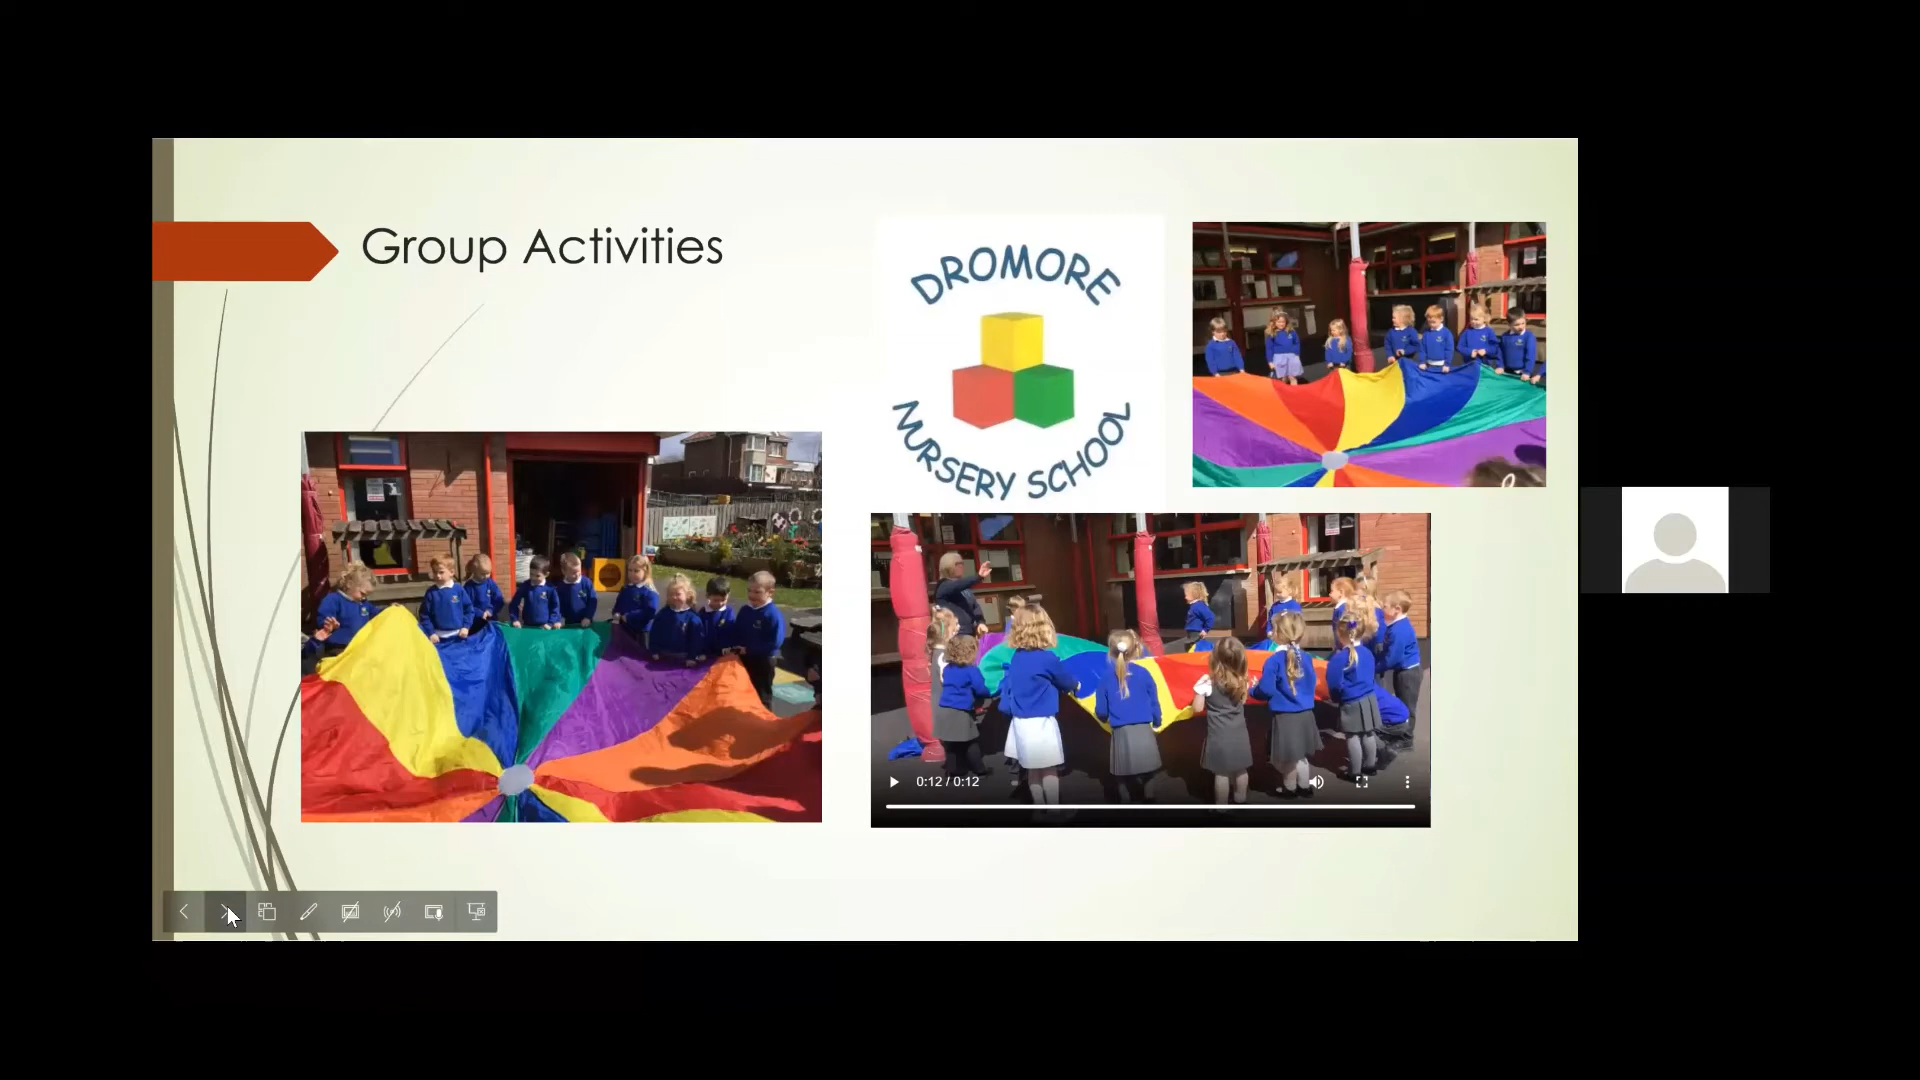 Group Activities
DROMORE
NURSERY SCHOOL
0:12 / 0:12